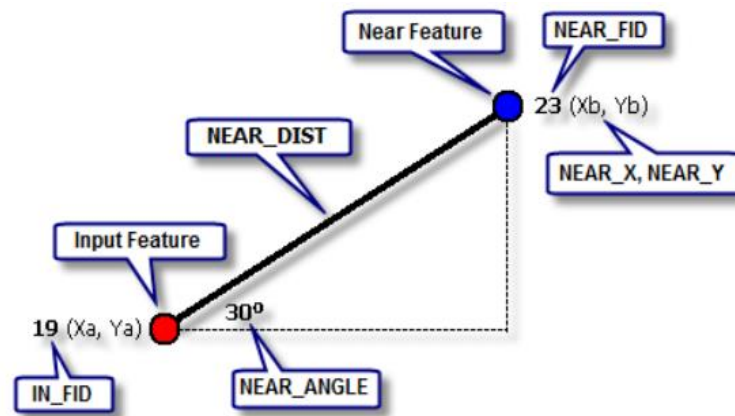 Near Feature
NEAR_FID
23 (Xb, Yb)
NEAR_DIST
NEAR_X, NEAR_Y
Input Feature
30º
19 (Xa, Ya)
IN_FID
NEAR_ANGLE